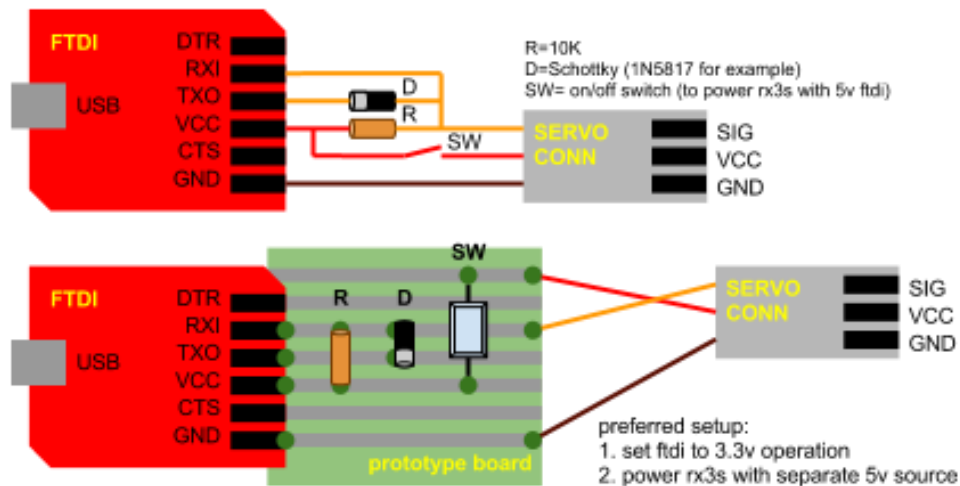 FTDI
USB
DTR
RXI
TXO
VCC
CTS
GND
D
R
SW
R=10K
D=Schottky (1N5817 for example)
SW= on/off switch (to power rx3s with 5v ftdi)
SERVO
CONN
SIG
VCC
GND
FTDI
USB
DTR
RXI
TXO
VCC
CTS
GND
R
D
SW
prototype board
SERVO
CONN
SIG
VCC
GND
preferred setup:
1. set ftdi to 3.3v operation
2. power rx3s with separate 5v source